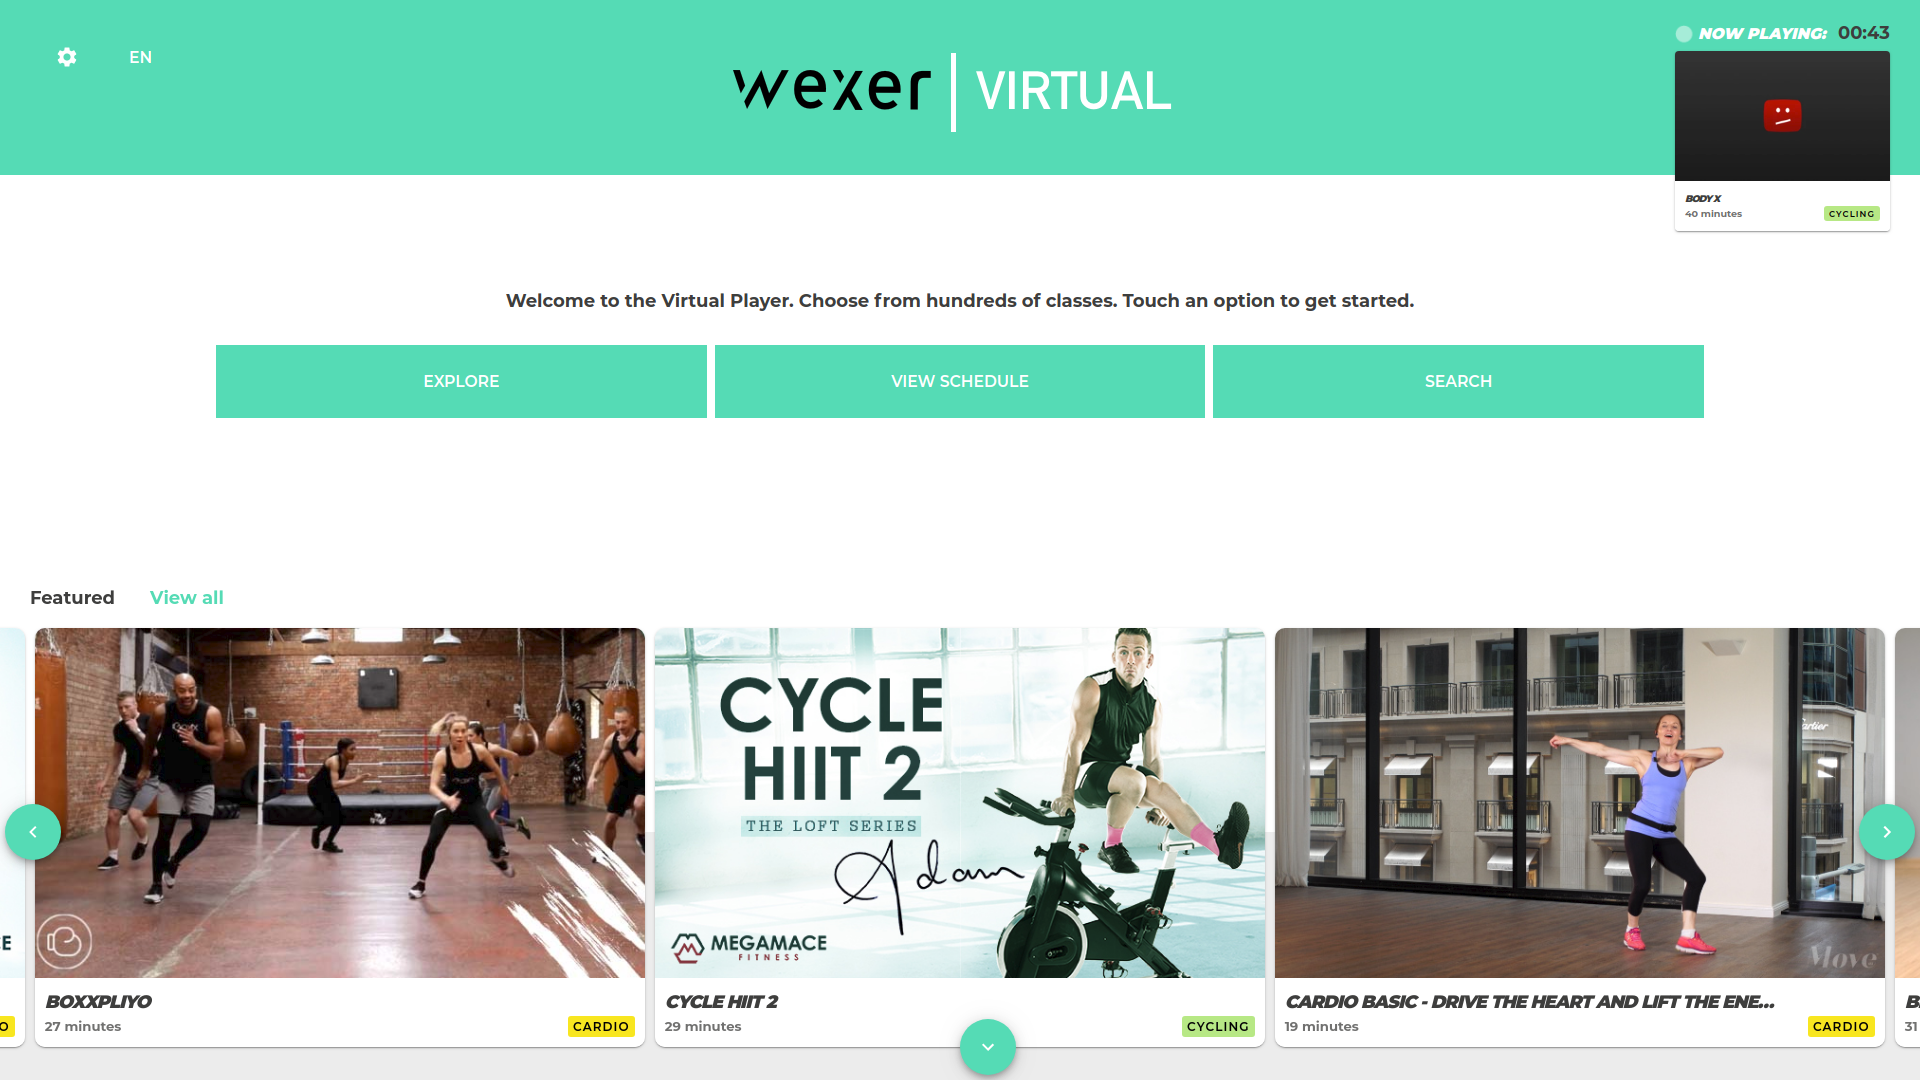 EN
wexer | VIRTUAL
NOW PLAYING: 00:43
BODY X
40 minutes
CYCLING
Welcome to the Virtual Player. Choose from hundreds of classes. Touch an option to get started.
EXPLORE
VIEW SCHEDULE
SEARCH
Featured
View all
CYCLE
HIIT 2
THE LOFT SERIES
Adam
MEGAMACE
FITNESS
Cartier
Move
BOXXPLIYO
27 minutes
CARDIO
CYCLE HIIT 2
29 minutes
CYCLING
CARDIO BASIC - DRIVE THE HEART AND LIFT THE ENE...
19 minutes
CARDIO
31